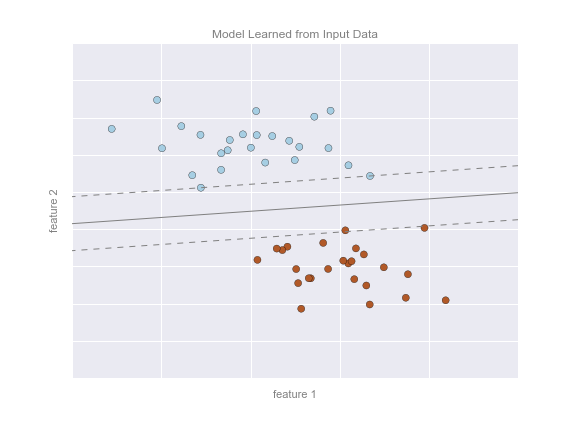 Model Learned from Input Data
feature 2
feature 1